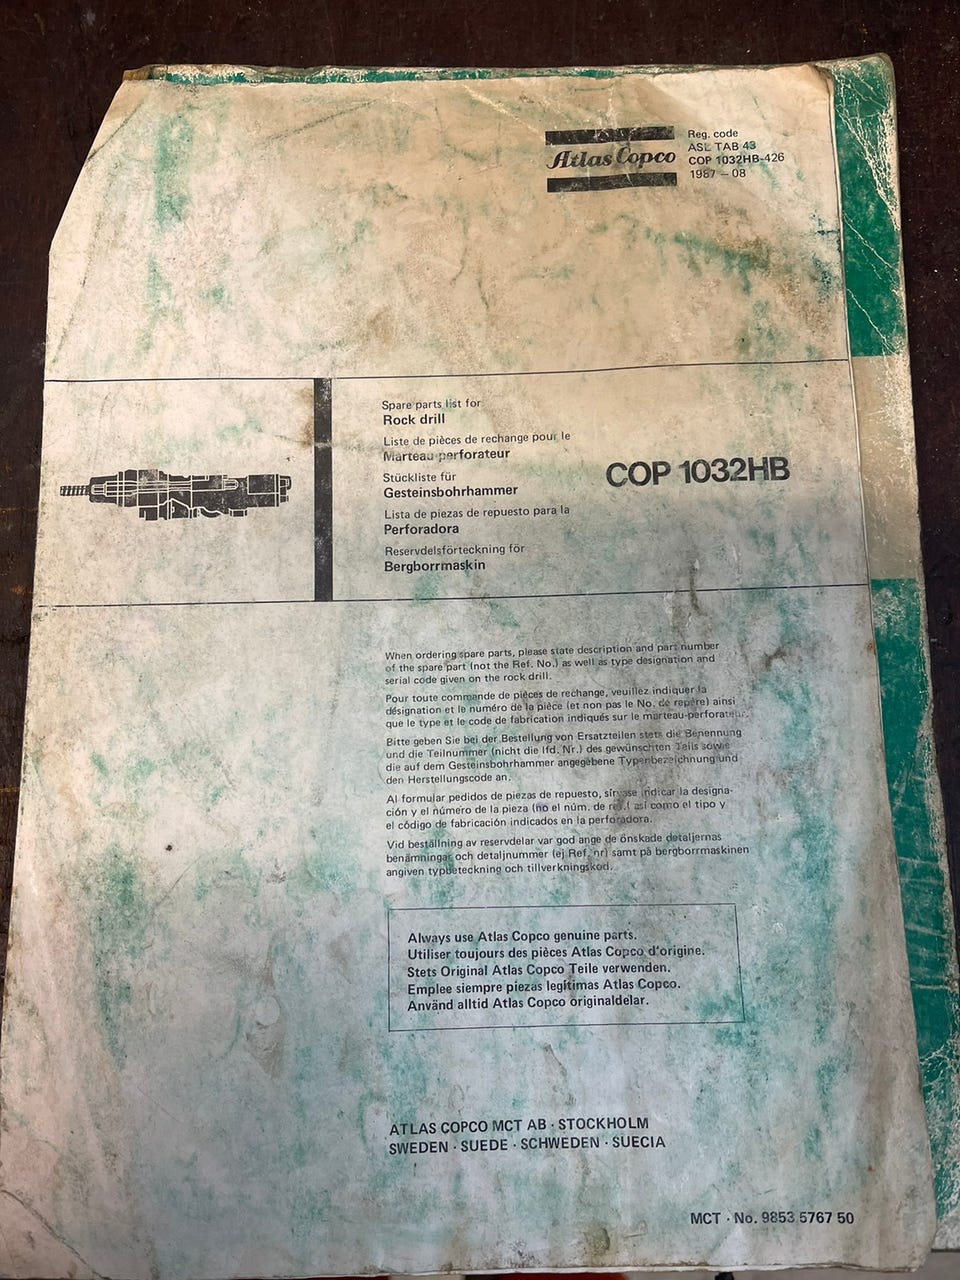 Atlas Copco
Reg. code
ASL TAB 43
COP 1032HB-426
1987 – 08
Spare parts list for
Rock drill
Liste de pièces de rechange pour le
Marteau perforateur
Stückliste für
Gesteinsbohrhammer
Lista de piezas de repuesto para la
Perforadora
Reservdelsförteckning för
Bergborrmaskin
COP 1032HB
When ordering spare parts, please state description and part number
of the spare part (not the Ref. No.) as well as type designation and
serial code given on the rock drill.
Pour toute commande de pièces de rechange, veuillez indiquer la
désignation et le numéro de la pièce (et non pas le No. de repère) ainsi
que le type et le code de fabrication indiqués sur le marteau-perforateur.
Bitte geben Sie bei der Bestellung von Ersatzteilen stets die Benennung
und die Teilnummer (nicht die lfd. Nr.) des gewünschten Teils sowie
die auf dem Gesteinsbohrhammer angegebene Typenbezeichnung und
den Herstellungscode an.
Al formular pedidos de piezas de repuesto, sírvase indicar la designa-
ción y el número de la pieza (no el núm. de ref.) así como el tipo y
el código de fabricación indicados en la perforadora.
Vid beställning av reservdelar var god ange de önskade detaljernas
benämningar och detaljnummer (ej Ref. nr) samt på bergborrmaskinen
angiven typbeteckning och tillverkningskod.
Always use Atlas Copco genuine parts.
Utiliser toujours des pièces Atlas Copco d'origine.
Stets Original Atlas Copco Teile verwenden.
Emplee siempre piezas legítimas Atlas Copco.
Använd alltid Atlas Copco originaldelar.
ATLAS COPCO MCT AB · STOCKHOLM
SWEDEN · SUEDE · SCHWEDEN · SUECIA
MCT · No. 9853 5767 50